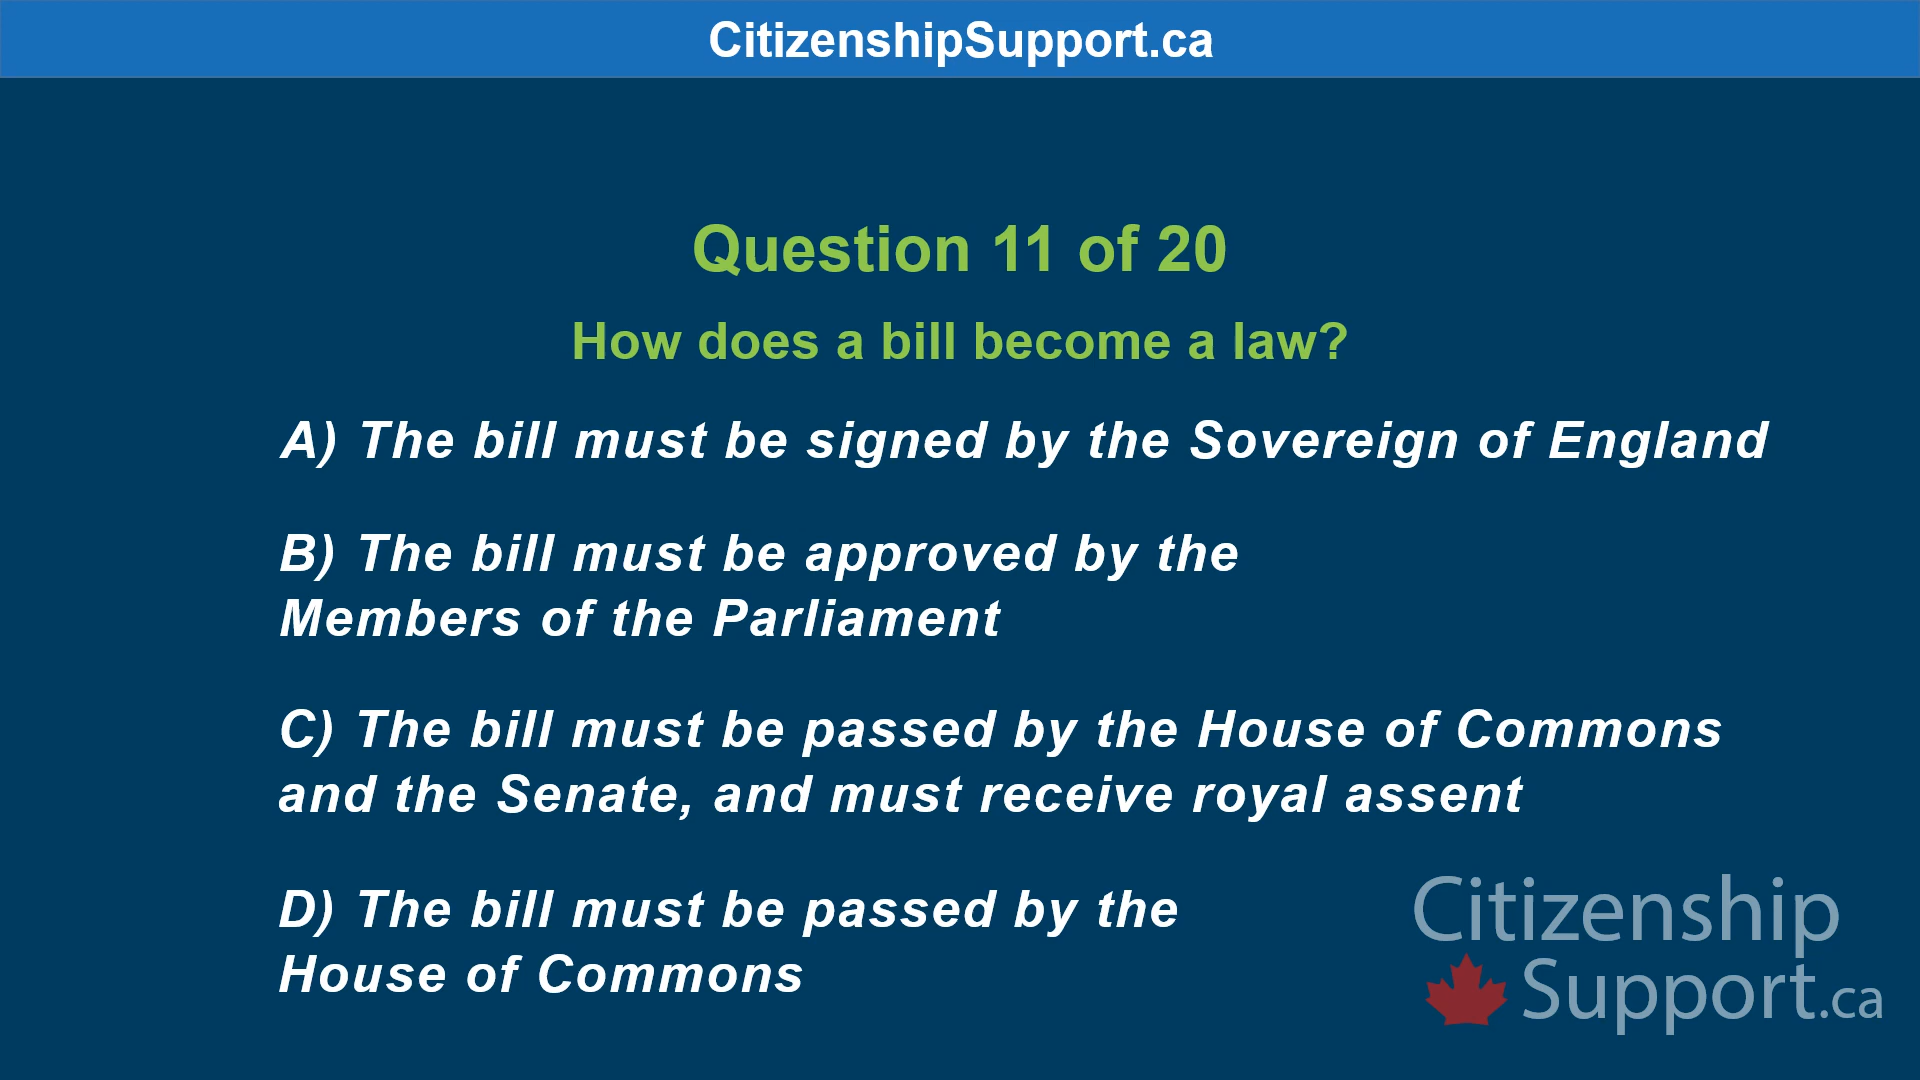 CitizenshipSupport.ca
Question 11 of 20
How does a bill become a law?
A) The bill must be signed by the Sovereign of England
B) The bill must be approved by the
Members of the Parliament
C) The bill must be passed by the House of Commons
and the Senate, and must receive royal assent
D) The bill must be passed by the
House of Commons
Citizenship
Support.ca